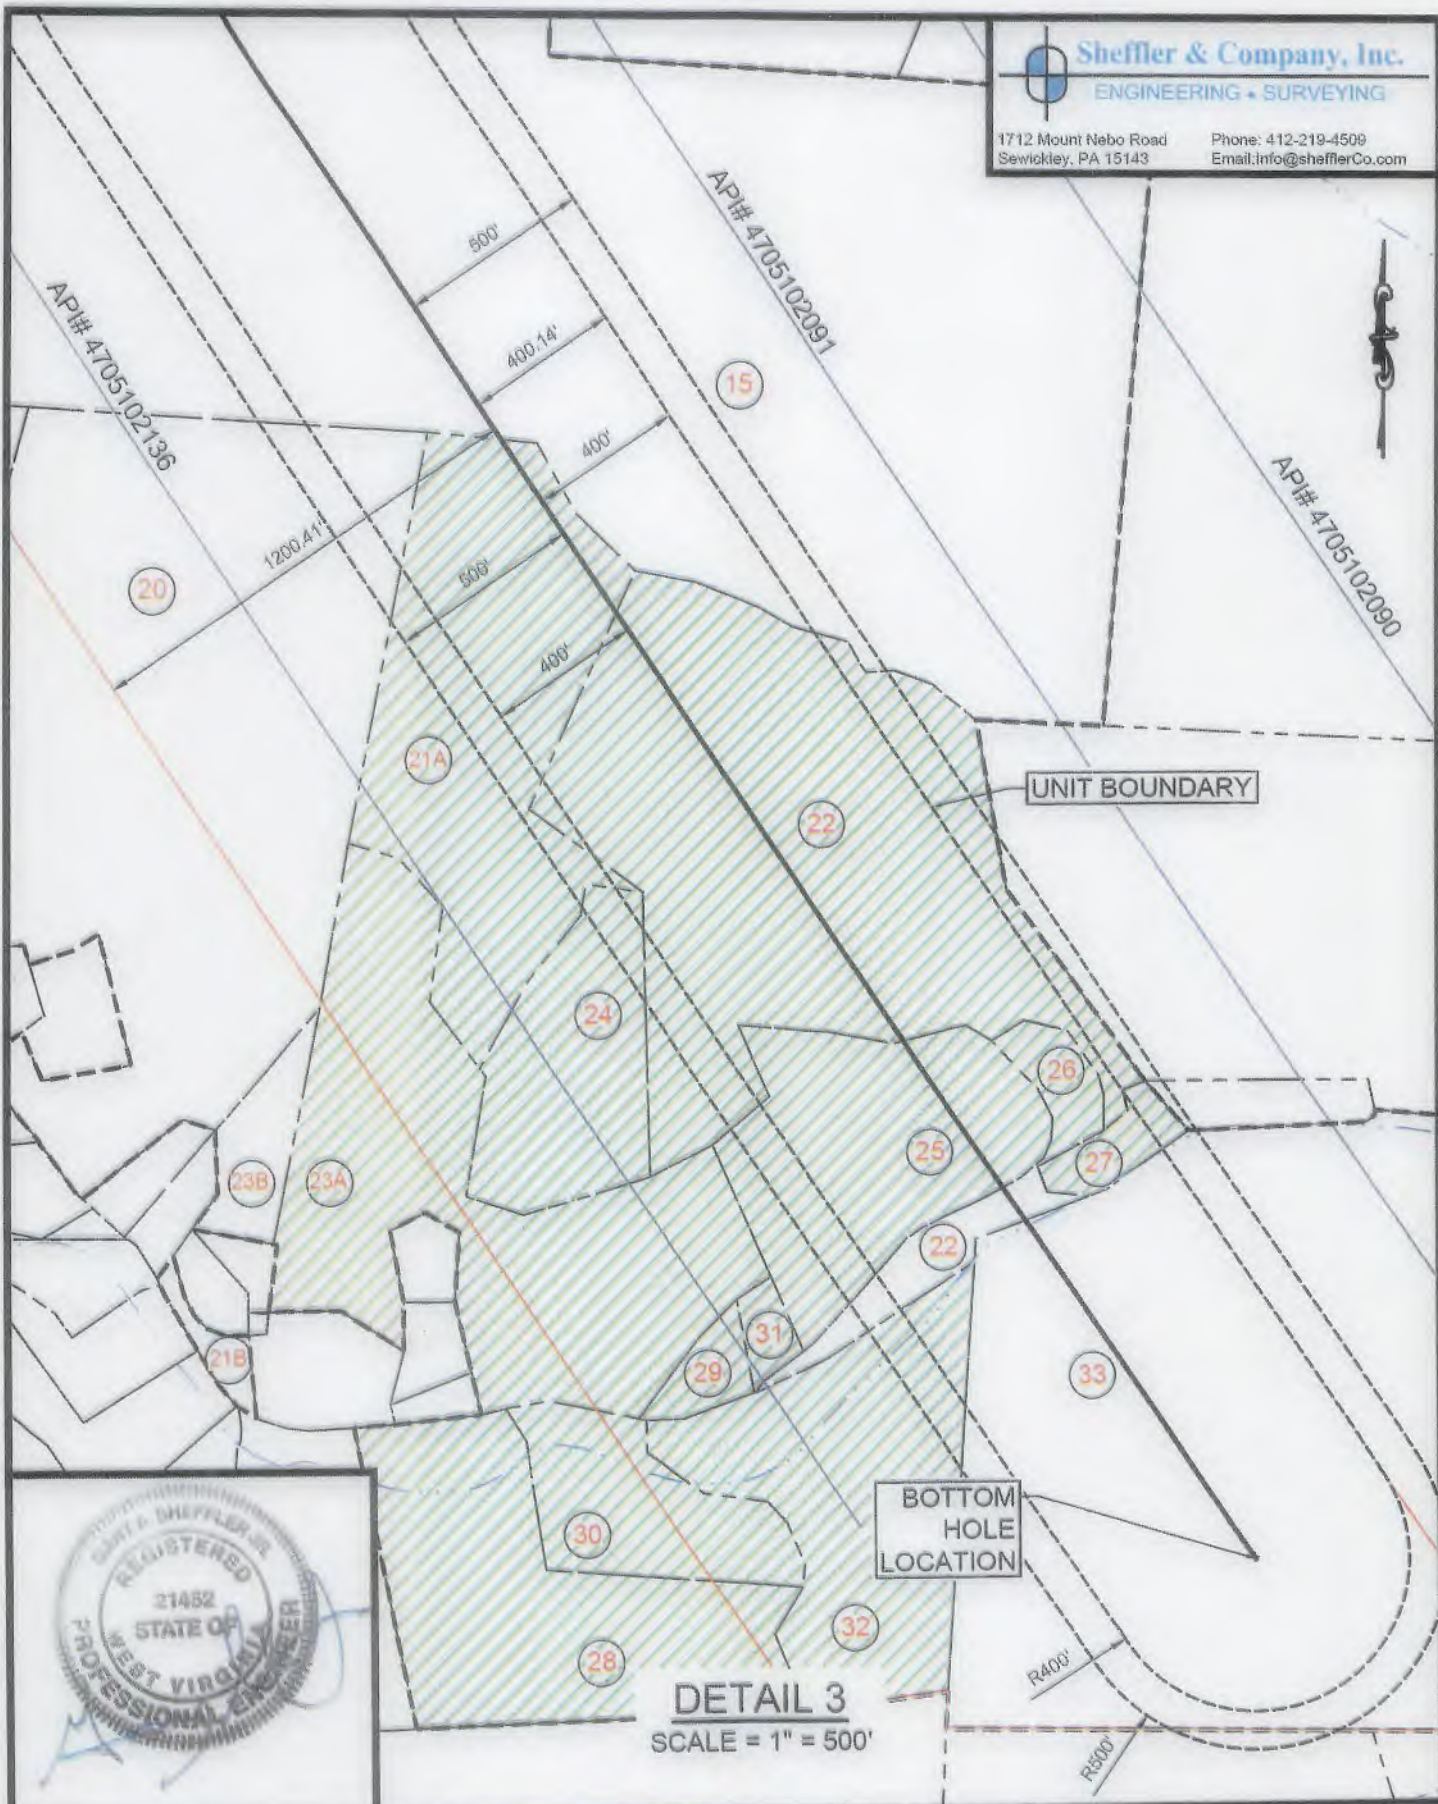 Sheffler & Company, Inc.
ENGINEERING • SURVEYING
1712 Mount Nebo Road
Sewickley, PA 15143
Phone: 412-219-4509
Email:info@shefflerCo.com
API# 4705102091
500'
400.14'
API# 4705102136
15
400'
API# 4705102090
1200.41'
500'
20
400'
21A
UNIT BOUNDARY
22
24
26
25
27
23B
23A
22
31
21B
29
33
BOTTOM
HOLE
LOCATION
30
32
28
R400'
R500'
DETAIL 3
SCALE = 1" = 500'
REGISTERED
21452
STATE OF
WEST VIRGINIA
PROFESSIONAL ENGINEER